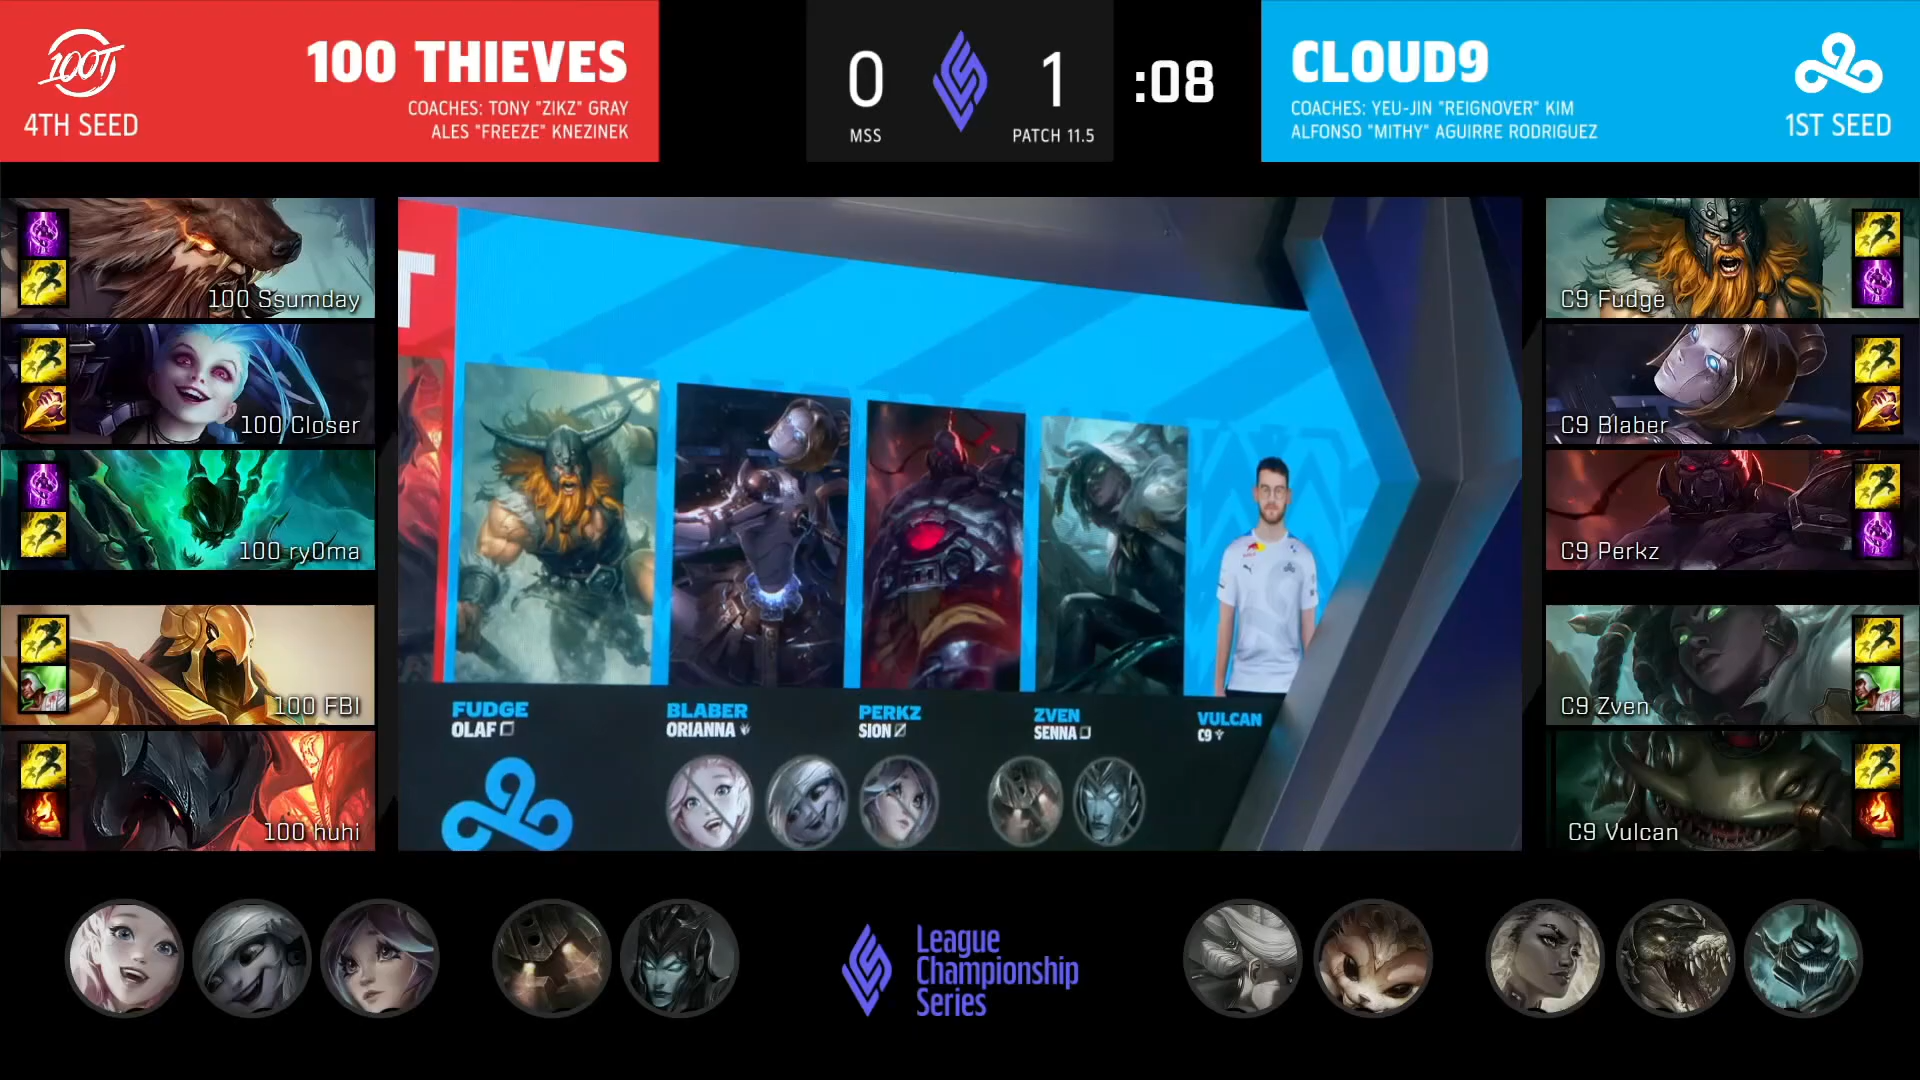 100T
4TH SEED
100 THIEVES
COACHES: TONY "ZIKZ" GRAY
ALES "FREEZE" KNEZINEK
0
MSS
1
PATCH 11.5
:08
CLOUD9
COACHES: YEU-JIN "REIGNOVER" KIM
ALFONSO "MITHY" AGUIRRE RODRIGUEZ
1ST SEED
100 Ssumday
100 Closer
100 ry0ma
100 FBI
100 huhi
T
FUDGE
OLAF
BLABER
ORIANNA
PERKZ
SION
ZVEN
SENNA
VULCAN
C9
C9 Fudge
C9 Blaber
C9 Perkz
C9 Zven
C9 Vulcan
League
Championship
Series